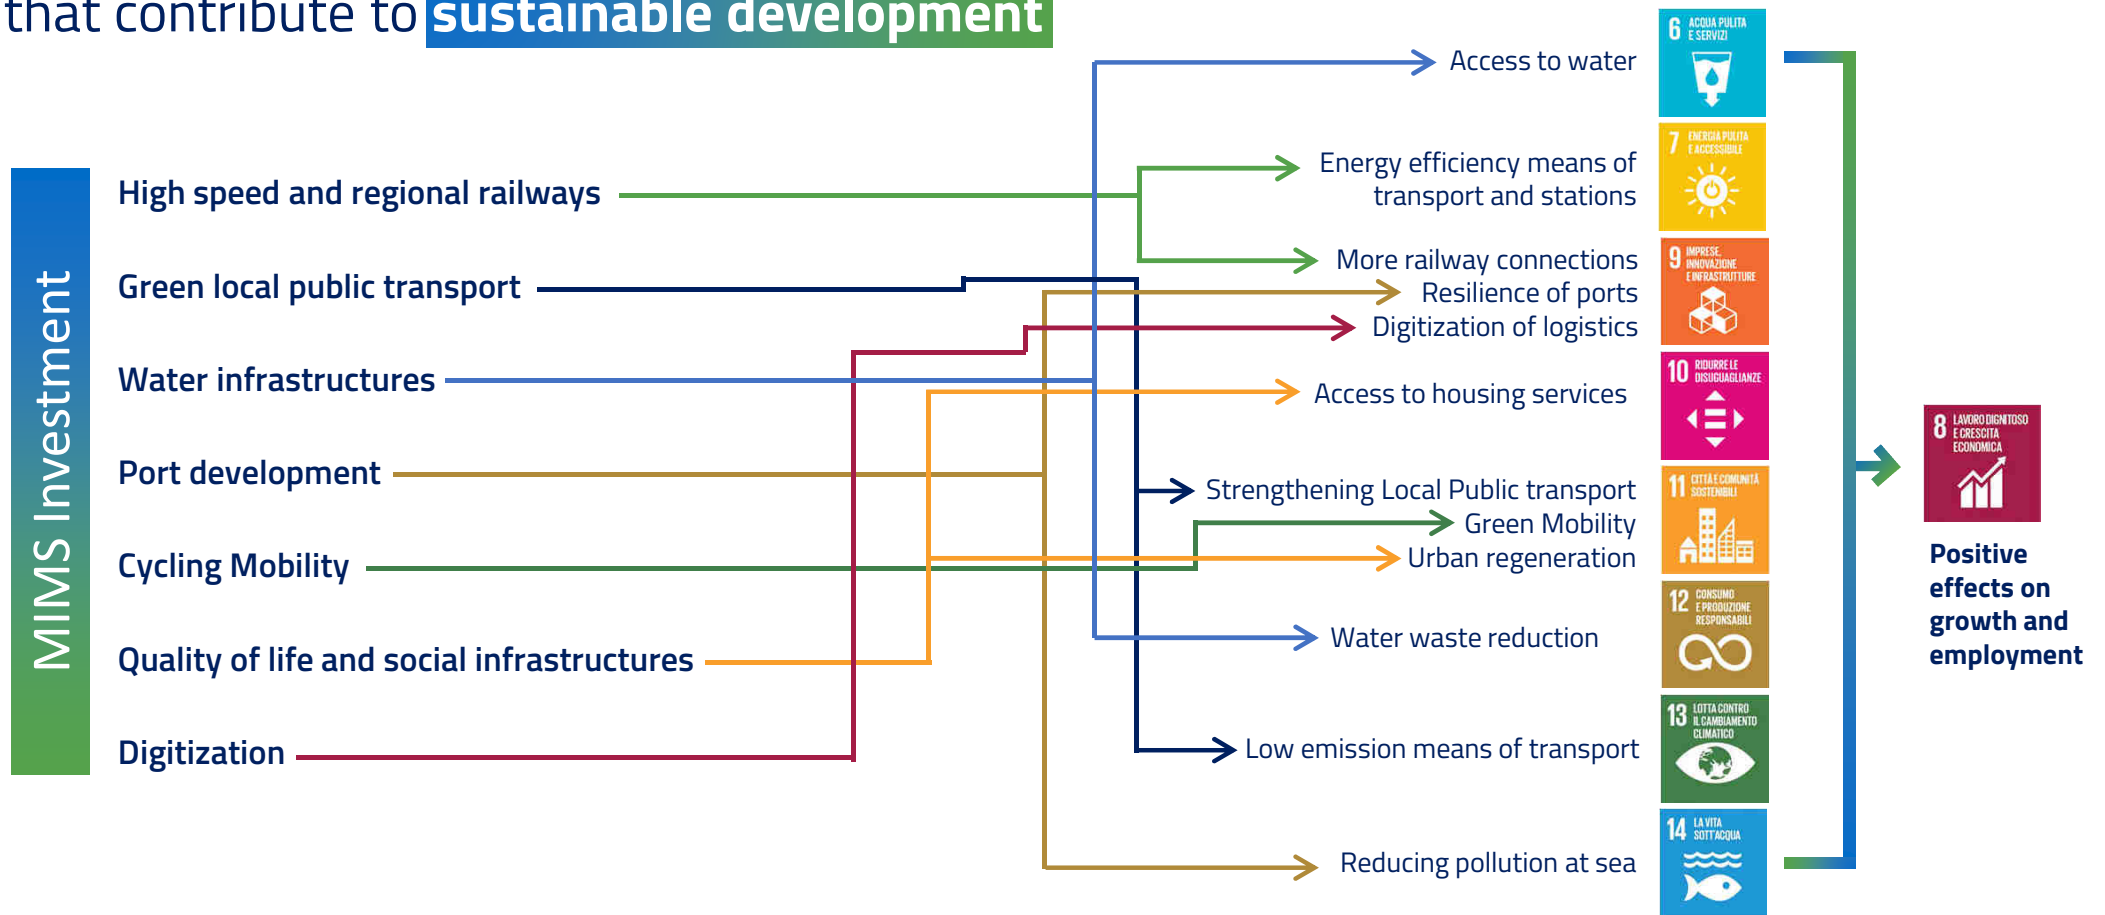 that contribute to sustainable development
MIMS Investment
High speed and regional railways
Green local public transport
Water infrastructures
Port development
Cycling Mobility
Quality of life and social infrastructures
Digitization
Access to water
Energy efficiency means of
transport and stations
More railway connections
Resilience of ports
Digitization of logistics
Access to housing services
Strengthening Local Public transport
Green Mobility
Urban regeneration
Water waste reduction
Low emission means of transport
Reducing pollution at sea
6 ACQUA PULITA
E SERVIZI
7 ENERGIA PULITA
E ACCESSIBILE
9 IMPRESE,
INNOVAZIONE
E INFRASTRUTTURE
10 RIDURRE LE
DISUGUAGLIANZE
11 CITTÀ E COMUNITÀ
SOSTENIBILI
12 CONSUMO
E PRODUZIONE
RESPONSABILI
13 LOTTA CONTRO
IL CAMBIAMENTO
CLIMATICO
14 LA VITA
SOTT'ACQUA
8 LAVORO DIGNITOSO
E CRESCITA
ECONOMICA
Positive
effects on
growth and
employment